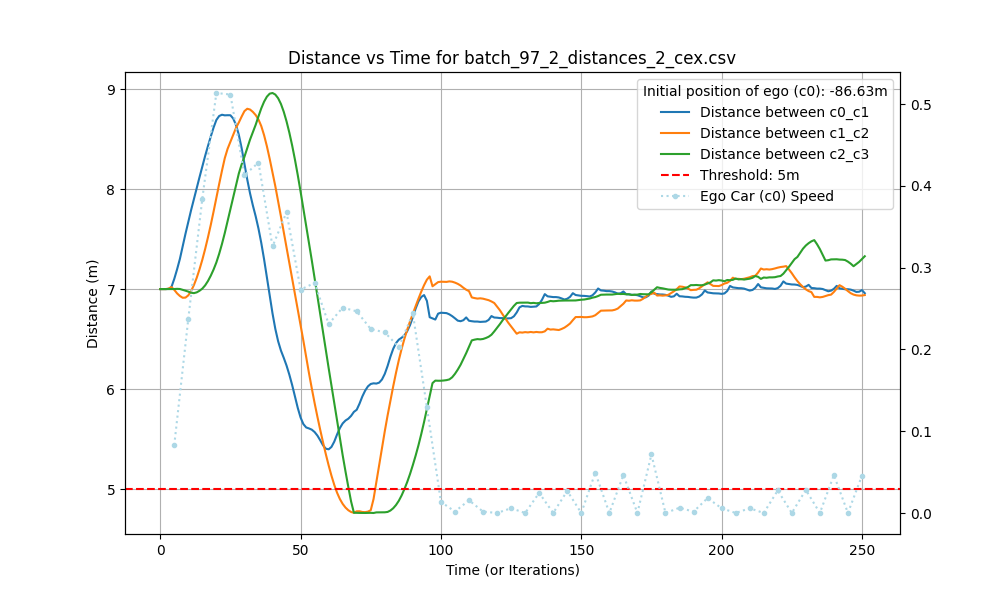 Distance vs Time for batch_97_2_distances_2_cex.csv
Initial position of ego (c0): -86.63m
Distance between c0_c1
Distance between c1_c2
Distance between c2_c3
Threshold: 5m
Ego Car (c0) Speed
9
8
7
6
5
Distance (m)
0.5
0.4
0.3
0.2
0.1
0.0
0 50 100 150 200 250
Time (or Iterations)